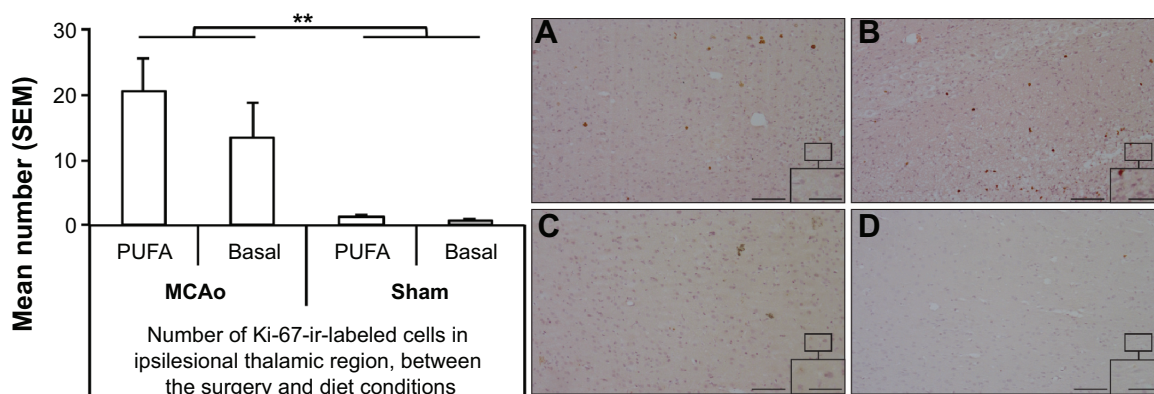 **
30
20
10
0
Mean number (SEM)
PUFA Basal PUFA Basal
MCAo Sham
Number of Ki-67-ir-labeled cells in
ipsilesional thalamic region, between
the surgery and diet conditions
A
B
C
D